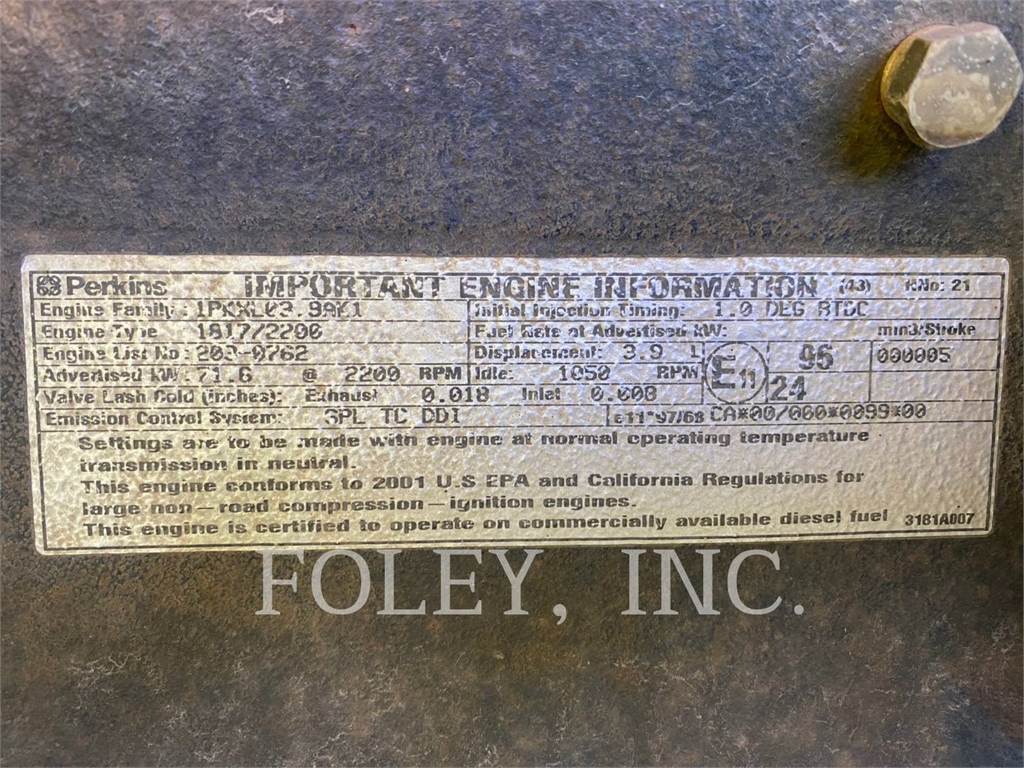 Perkins IMPORTANT ENGINE INFORMATION (43) KNo: 21
Engine Family: 1PKXL03.9AK1 Initial Injection Timing: 1.0 DEG BTDC
Engine Type 1817/2200 Fuel Rate at Advertised kW: mm3/Stroke
Engine List No: 203-0762 Displacement: 3.9 L E11 96 000005
Advertised kW: 71.6 @ 2200 RPM Idle: 1050 RPM 24
Valve Lash Cold (inches): Exhaust 0.018 Inlet 0.008
Emission Control System: SPL TC DDI e11*97/68 CA*00/000*0099*00
Settings are to be made with engine at normal operating temperature
transmission in neutral.
This engine conforms to 2001 U.S EPA and California Regulations for
large non-road compression-ignition engines.
This engine is certified to operate on commercially available diesel fuel 3181A007
FOLEY, INC.